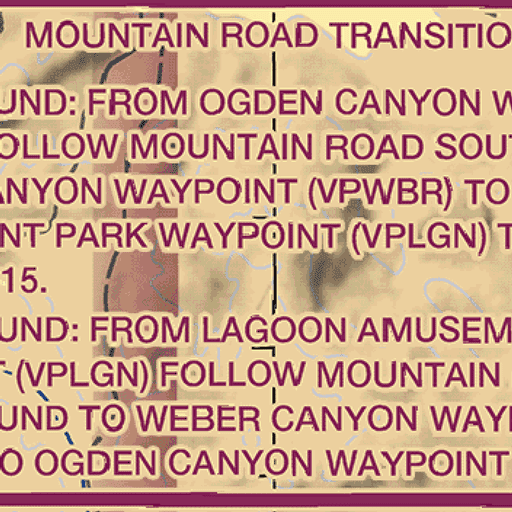 MOUNTAIN ROAD TRANSITIO
UND: FROM OGDEN CANYON W
OLLOW MOUNTAIN ROAD SOUT
ANYON WAYPOINT (VPWBR) TO
NT PARK WAYPOINT (VPLGN) T
15.
UND: FROM LAGOON AMUSEM
T (VPLGN) FOLLOW MOUNTAIN
UND TO WEBER CANYON WAYP
O OGDEN CANYON WAYPOINT